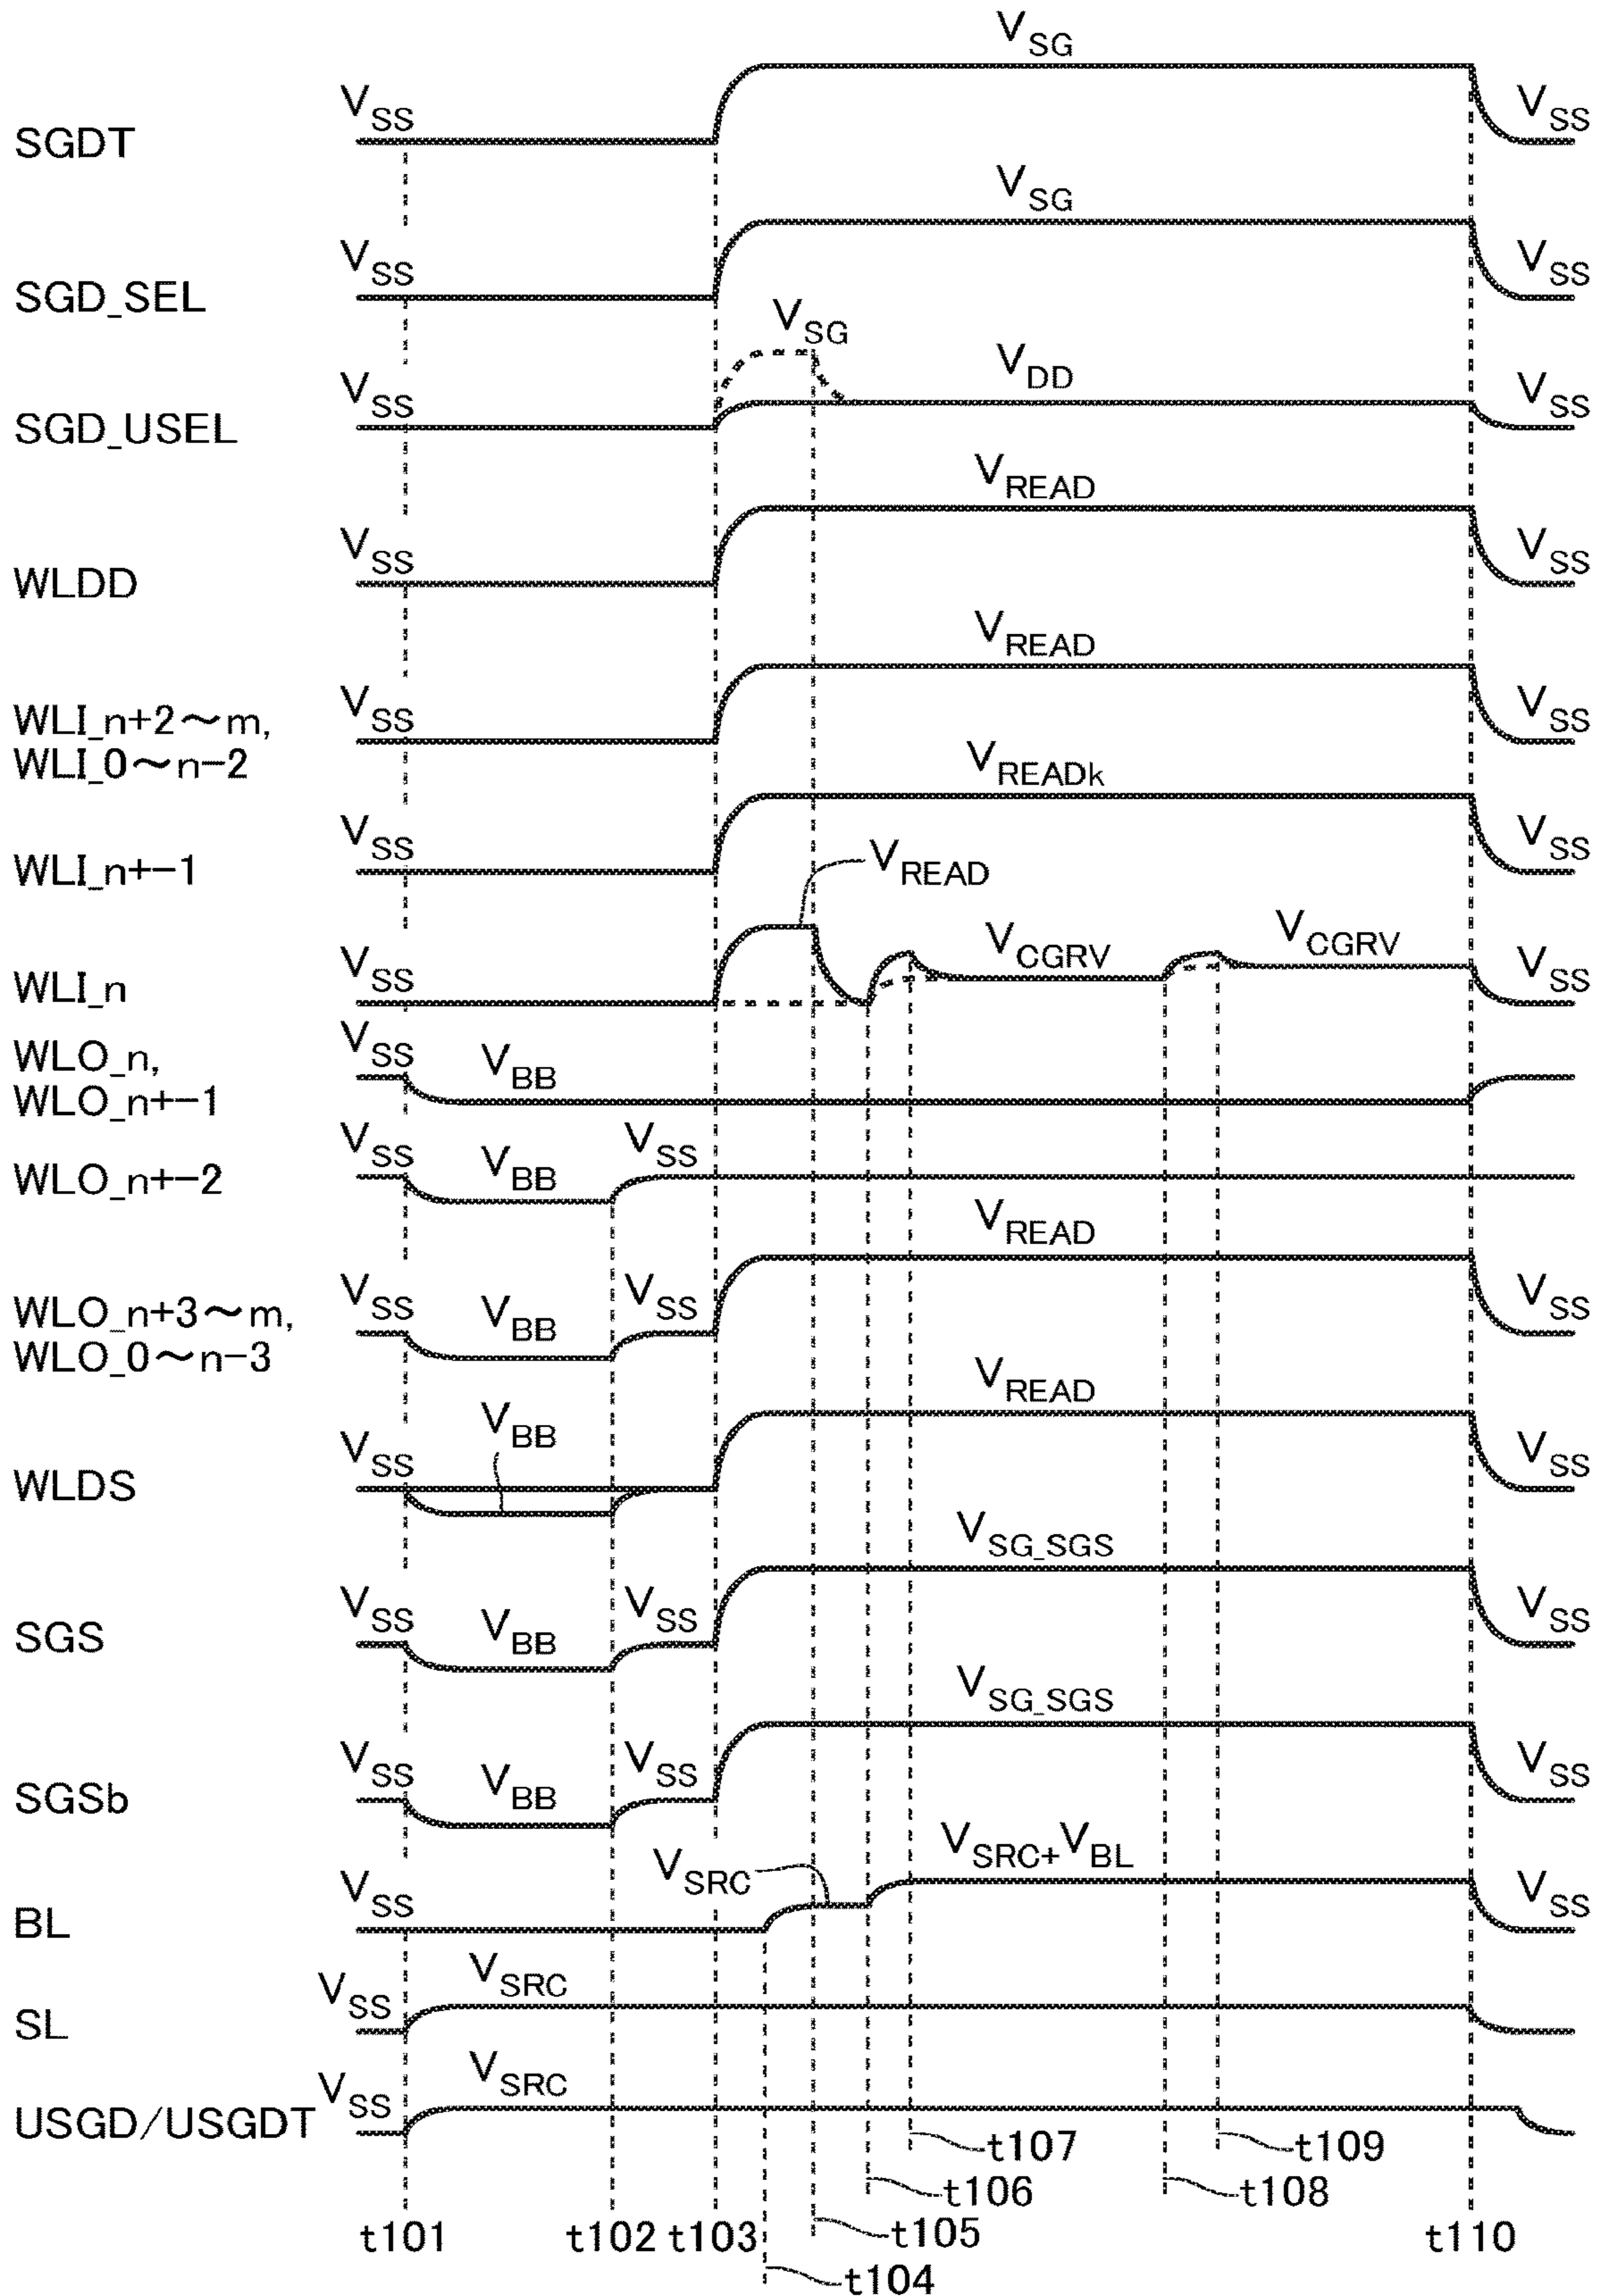 VSG
SGDT VSS VSS
VSG
SGD_SEL VSS VSS
VSG
SGD_USEL VSS VDD VSS
VREAD
WLDD VSS VSS
VREAD
WLI_n+2～m, VSS VSS
WLI_0～n-2
VREADk
WLI_n+-1 VSS VSS
VREAD
WLI_n VSS VCGRV VCGRV VSS
WLO_n, VSS VBB
WLO_n+-1
WLO_n+-2 VSS VBB VSS
VREAD
WLO_n+3～m, VSS VBB VSS VSS
WLO_0～n-3
VREAD
VBB
WLDS VSS VSS
VSG_SGS
SGS VSS VBB VSS VSS
VSG_SGS
SGSb VSS VBB VSS VSS
VSRC VSRC+VBL
BL VSS VSS
SL VSS VSRC
USGD/USGDT VSS VSRC
t107 t109
t106 t108
t101 t102 t103 t105 t110
t104